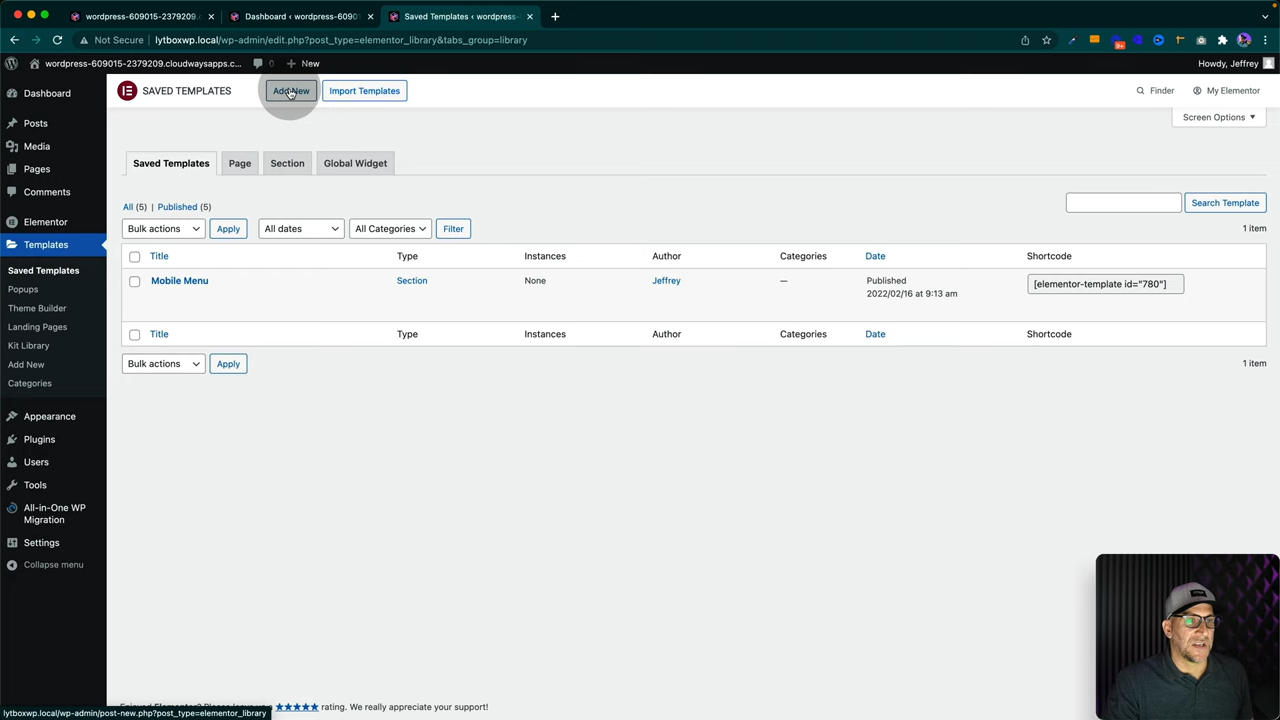 wordpress-609015-2379209.
Dashboard ‹ wordpress-6090
Saved Templates ‹ wordpress-
Not Secure
lytboxwp.local/wp-admin/edit.php?post_type=elementor_library&tabs_group=library
wordpress-609015-2379209.cloudwaysapps.c...
0
New
Howdy, Jeffrey
SAVED TEMPLATES
Add New
Import Templates
Finder
My Elementor
Screen Options
Dashboard
Posts
Media
Pages
Comments
Elementor
Templates
Saved Templates
Popups
Theme Builder
Landing Pages
Kit Library
Add New
Categories
Appearance
Plugins
Users
Tools
All-in-One WP
Migration
Settings
Collapse menu
Saved Templates
Page
Section
Global Widget
All (5) | Published (5)
Search Template
Bulk actions
Apply
All dates
All Categories
Filter
1 item
Title
Type
Instances
Author
Categories
Date
Shortcode
Mobile Menu
Section
None
Jeffrey
—
Published
2022/02/16 at 9:13 am
[elementor-template id="780"]
Title
Type
Instances
Author
Categories
Date
Shortcode
Bulk actions
Apply
1 item
rating. We really appreciate your support!
lytboxwp.local/wp-admin/post-new.php?post_type=elementor_library